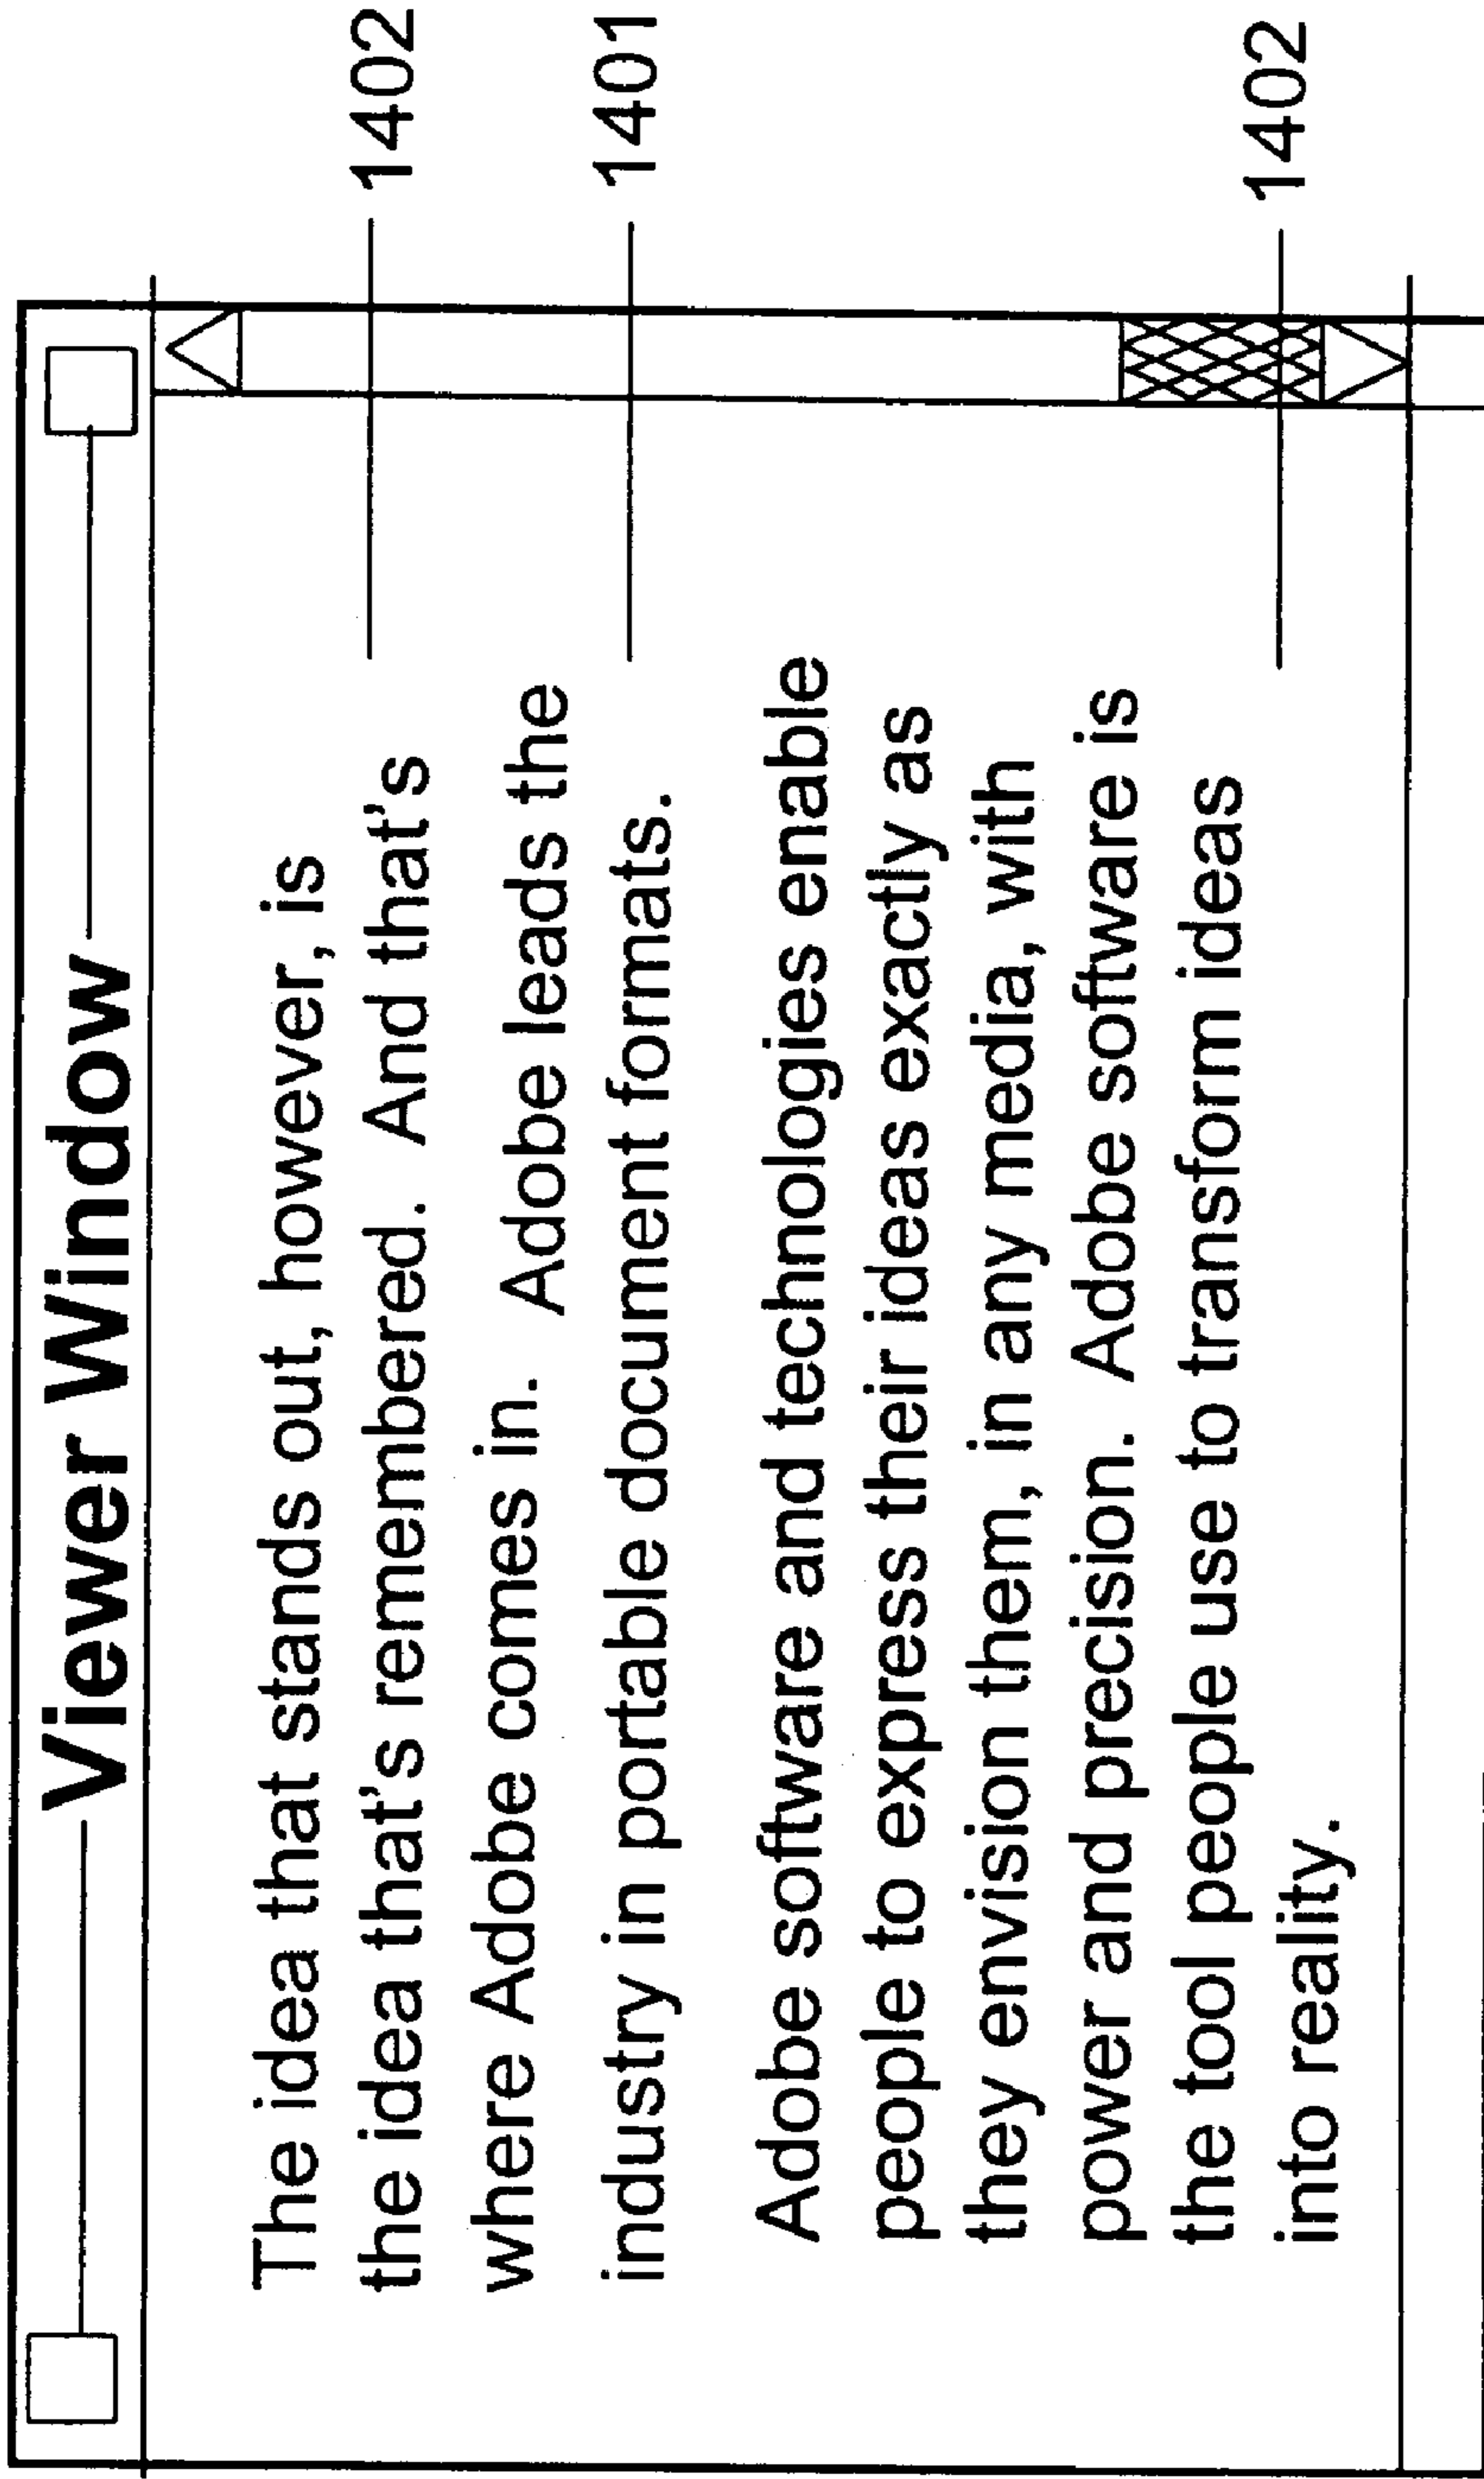 Viewer Window
The idea that stands out, however, is
the idea that's remembered. And that's
1402
where Adobe comes in. Adobe leads the
industry in portable document formats.
1401
Adobe software and technologies enable
people to express their ideas exactly as
they envision them, in any media, with
power and precision. Adobe software is
the tool people use to transform ideas
into reality.
1402